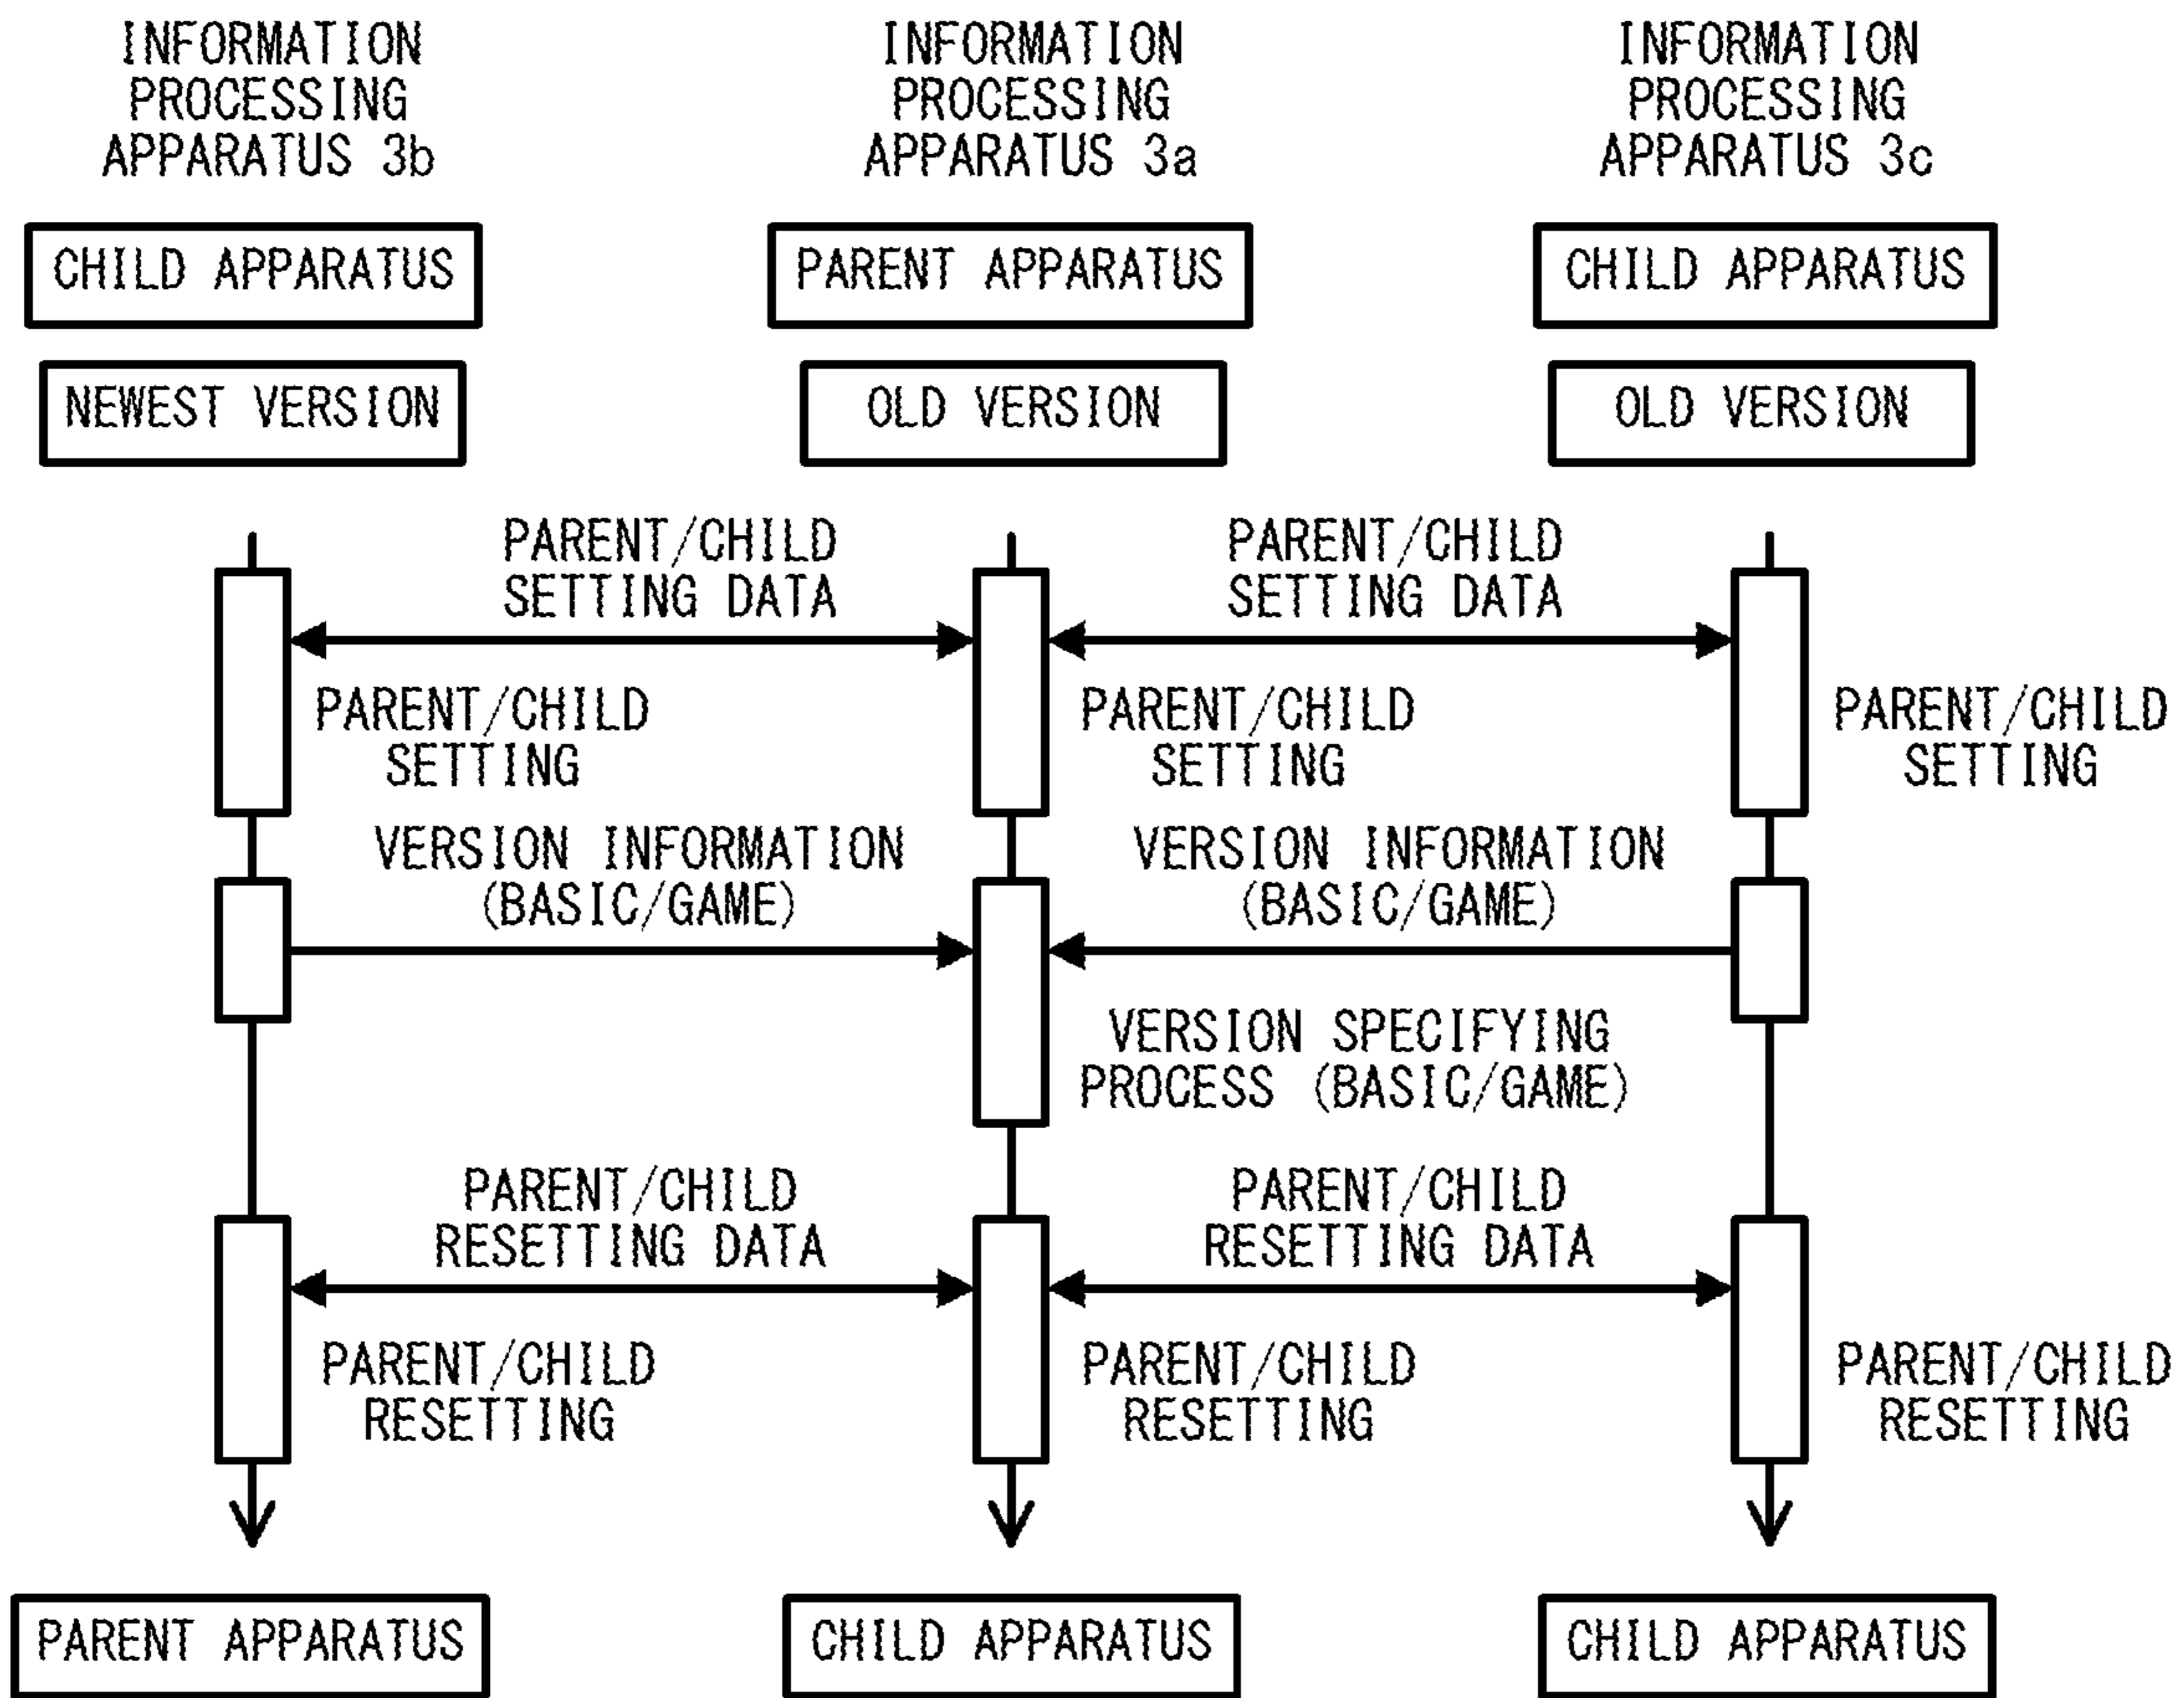 INFORMATION
PROCESSING
APPARATUS 3b
INFORMATION
PROCESSING
APPARATUS 3a
INFORMATION
PROCESSING
APPARATUS 3c
CHILD APPARATUS
PARENT APPARATUS
CHILD APPARATUS
NEWEST VERSION
OLD VERSION
OLD VERSION
PARENT/CHILD
SETTING DATA
PARENT/CHILD
SETTING DATA
PARENT/CHILD
SETTING
PARENT/CHILD
SETTING
PARENT/CHILD
SETTING
VERSION INFORMATION
(BASIC/GAME)
VERSION INFORMATION
(BASIC/GAME)
VERSION SPECIFYING
PROCESS (BASIC/GAME)
PARENT/CHILD
RESETTING DATA
PARENT/CHILD
RESETTING DATA
PARENT/CHILD
RESETTING
PARENT/CHILD
RESETTING
PARENT/CHILD
RESETTING
PARENT APPARATUS
CHILD APPARATUS
CHILD APPARATUS